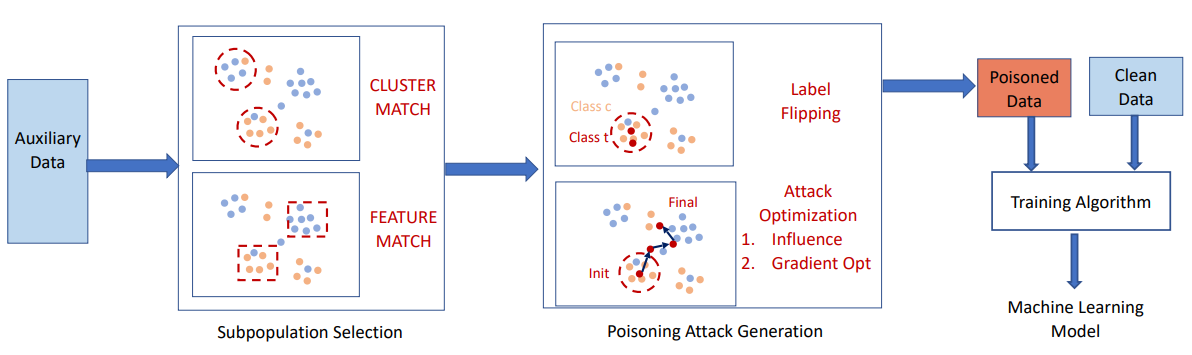 Auxiliary
Data
CLUSTER
MATCH
FEATURE
MATCH
Subpopulation Selection
Class c
Class t
Label
Flipping
Init
Final
Attack
Optimization
1. Influence
2. Gradient Opt
Poisoning Attack Generation
Poisoned
Data
Clean
Data
Training Algorithm
Machine Learning
Model